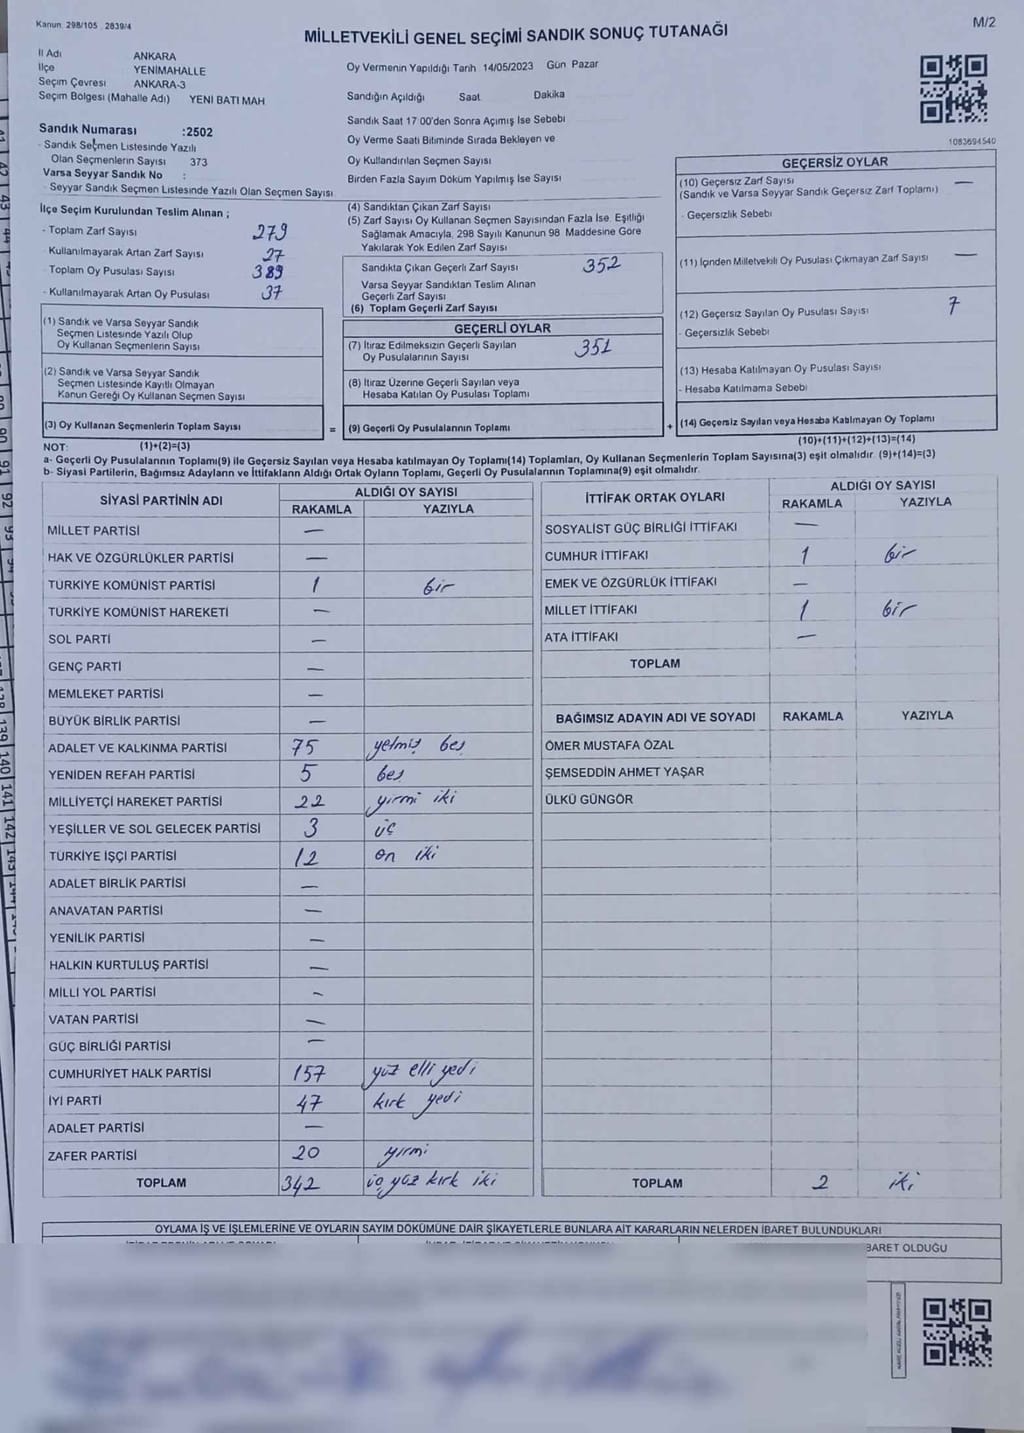 Kanun 298/105 2839/4
M/2
MİLLETVEKİLİ GENEL SEÇİMİ SANDIK SONUÇ TUTANAĞI
İl Adı ANKARA
İlçe YENİMAHALLE
Seçim Çevresi ANKARA-3
Seçim Bölgesi (Mahalle Adı) YENİ BATI MAH
Sandık Numarası :2502
- Sandık Seçmen Listesinde Yazılı
Olan Seçmenlerin Sayısı 373
Varsa Seyyar Sandık No :
- Seyyar Sandık Seçmen Listesinde Yazılı Olan Seçmen Sayısı
Oy Vermenin Yapıldığı Tarih 14/05/2023 Gün Pazar
Sandığın Açıldığı Saat Dakika
Sandık Saat 17:00'den Sonra Açımış İse Sebebi
Oy Verme Saati Bitiminde Sırada Bekleyen ve
Oy Kullandırılan Seçmen Sayısı
Birden Fazla Sayım Döküm Yapılmış İse Sayısı
1083694540
İlçe Seçim Kurulundan Teslim Alınan ;
- Toplam Zarf Sayısı 279
- Kullanılmayarak Artan Zarf Sayısı 27
- Toplam Oy Pusulası Sayısı 389
- Kullanılmayarak Artan Oy Pusulası 37
(4) Sandıktan Çıkan Zarf Sayısı
(5) Zarf Sayısı Oy Kullanan Seçmen Sayısından Fazla İse, Eşitliği
Sağlamak Amacıyla, 298 Sayılı Kanunun 98. Maddesine Göre
Yakılarak Yok Edilen Zarf Sayısı
Sandıkta Çıkan Geçerli Zarf Sayısı 352
Varsa Seyyar Sandıktan Teslim Alınan
Geçerli Zarf Sayısı
(6) Toplam Geçerli Zarf Sayısı
GEÇERSİZ OYLAR
(10) Geçersiz Zarf Sayısı —
(Sandık ve Varsa Seyyar Sandık Geçersiz Zarf Toplamı)
- Geçersizlik Sebebi
(11) İçinden Milletvekili Oy Pusulası Çıkmayan Zarf Sayısı —
(12) Geçersiz Sayılan Oy Pusulası Sayısı 7
- Geçersizlik Sebebi
(13) Hesaba Katılmayan Oy Pusulası Sayısı
- Hesaba Katılmama Sebebi
(14) Geçersiz Sayılan veya Hesaba Katılmayan Oy Toplamı
(1) Sandık ve Varsa Seyyar Sandık
Seçmen Listesinde Yazılı Olup
Oy Kullanan Seçmenlerin Sayısı
(2) Sandık ve Varsa Seyyar Sandık
Seçmen Listesinde Kayıtlı Olmayan
Kanun Gereği Oy Kullanan Seçmen Sayısı
(3) Oy Kullanan Seçmenlerin Toplam Sayısı
GEÇERLİ OYLAR
(7) İtiraz Edilmeksizin Geçerli Sayılan
Oy Pusulalarının Sayısı 351
(8) İtiraz Üzerine Geçerli Sayılan veya
Hesaba Katılan Oy Pusulası Toplamı
= (9) Geçerli Oy Pusulalarının Toplamı +
NOT: (1)+(2)=(3)
(10)+(11)+(12)+(13)=(14)
a- Geçerli Oy Pusulalarının Toplamı(9) ile Geçersiz Sayılan veya Hesaba katılmayan Oy Toplamı(14) Toplamları, Oy Kullanan Seçmenlerin Toplam Sayısına(3) eşit olmalıdır. (9)+(14)=(3)
b- Siyasi Partilerin, Bağımsız Adayların ve İttifakların Aldığı Ortak Oyların Toplamı, Geçerli Oy Pusulalarının Toplamına(9) eşit olmalıdır.
SİYASİ PARTİNİN ADI ALDIĞI OY SAYISI
RAKAMLA YAZIYLA
MİLLET PARTİSİ —
HAK VE ÖZGÜRLÜKLER PARTİSİ —
TÜRKİYE KOMÜNİST PARTİSİ 1 bir
TÜRKİYE KOMÜNİST HAREKETİ —
SOL PARTİ —
GENÇ PARTİ —
MEMLEKET PARTİSİ —
BÜYÜK BİRLİK PARTİSİ —
ADALET VE KALKINMA PARTİSİ 75 yetmiş beş
YENİDEN REFAH PARTİSİ 5 beş
MİLLİYETÇİ HAREKET PARTİSİ 22 yirmi iki
YEŞİLLER VE SOL GELECEK PARTİSİ 3 üç
TÜRKİYE İŞÇİ PARTİSİ 12 on iki
ADALET BİRLİK PARTİSİ —
ANAVATAN PARTİSİ —
YENİLİK PARTİSİ —
HALKIN KURTULUŞ PARTİSİ —
MİLLİ YOL PARTİSİ —
VATAN PARTİSİ —
GÜÇ BİRLİĞİ PARTİSİ —
CUMHURİYET HALK PARTİSİ 157 yüz elli yedi
İYİ PARTİ 47 kırk yedi
ADALET PARTİSİ —
ZAFER PARTİSİ 20 yirmi
TOPLAM 342 üç yüz kırk iki
İTTİFAK ORTAK OYLARI ALDIĞI OY SAYISI
RAKAMLA YAZIYLA
SOSYALİST GÜÇ BİRLİĞİ İTTİFAKI —
CUMHUR İTTİFAKI 1 bir
EMEK VE ÖZGÜRLÜK İTTİFAKI —
MİLLET İTTİFAKI 1 bir
ATA İTTİFAKI —
TOPLAM
BAĞIMSIZ ADAYIN ADI VE SOYADI RAKAMLA YAZIYLA
ÖMER MUSTAFA ÖZAL
ŞEMSEDDİN AHMET YAŞAR
ÜLKÜ GÜNGÖR
TOPLAM 2 iki
OYLAMA İŞ VE İŞLEMLERİNE VE OYLARIN SAYIM DÖKÜMÜNE DAİR ŞİKAYETLERLE BUNLARA AİT KARARLARIN NELERDEN İBARET BULUNDUKLARI
BARET OLDUĞU